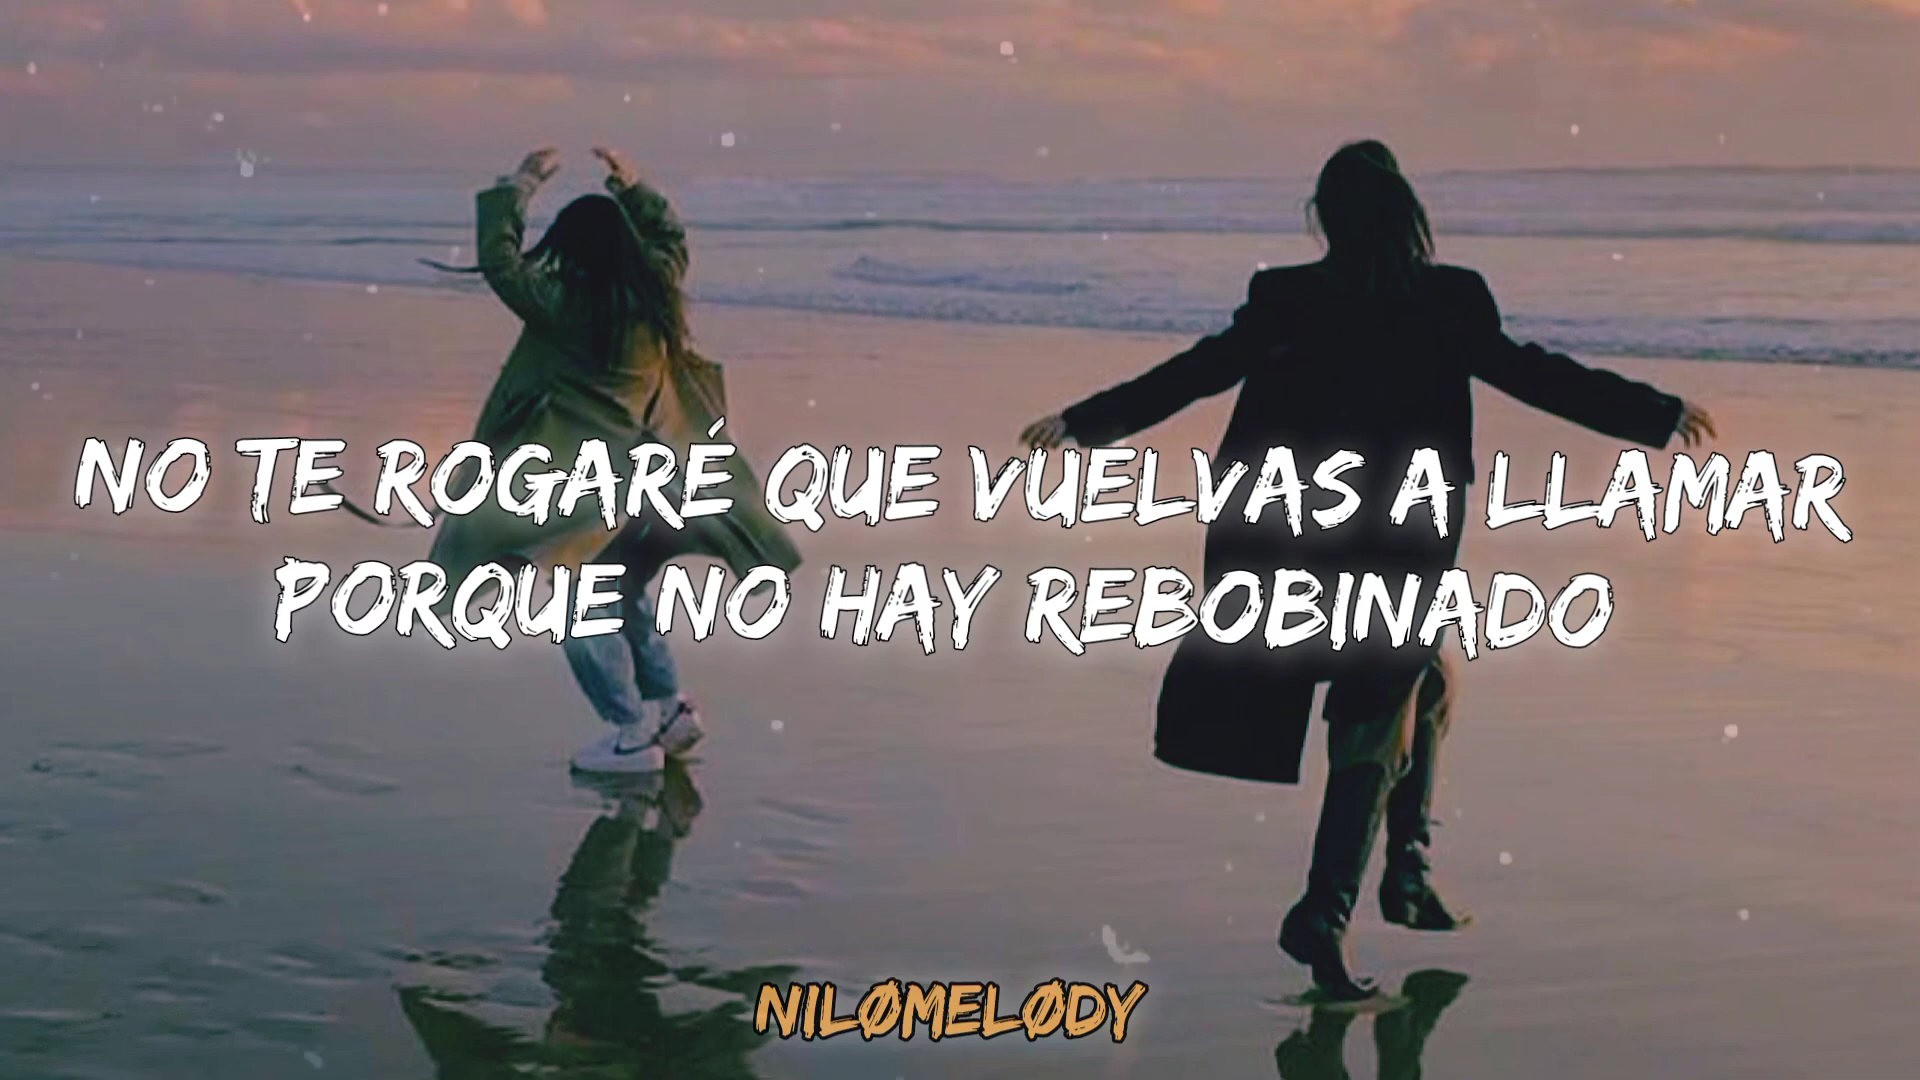 NO TE ROGARÉ QUE VUELVAS A LLAMAR
PORQUE NO HAY REBOBINADO
NILØMELØDY